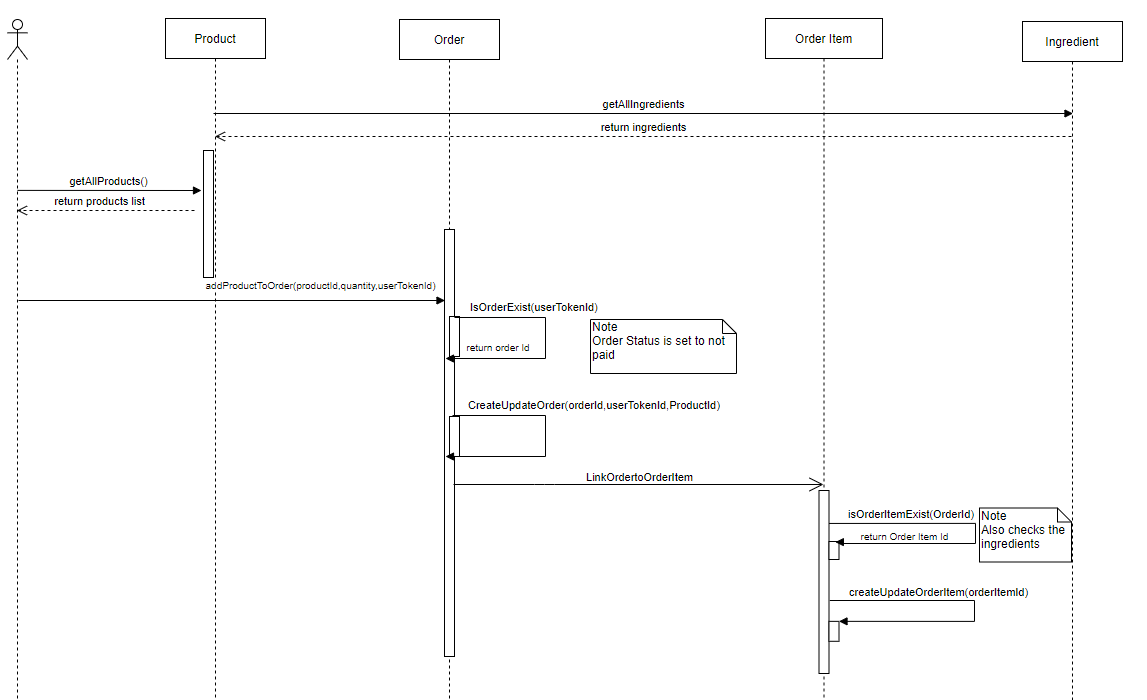 Product
Order
Order Item
Ingredient
getAllIngredients
return ingredients
getAllProducts()
return products list
addProductToOrder(productId,quantity,userTokenId)
IsOrderExist(userTokenId)
return order Id
Note
Order Status is set to not
paid
CreateUpdateOrder(orderId,userTokenId,ProductId)
LinkOrdertoOrderItem
isOrderItemExist(OrderId)
return Order Item Id
Note
Also checks the
ingredients
createUpdateOrderItem(orderItemId)